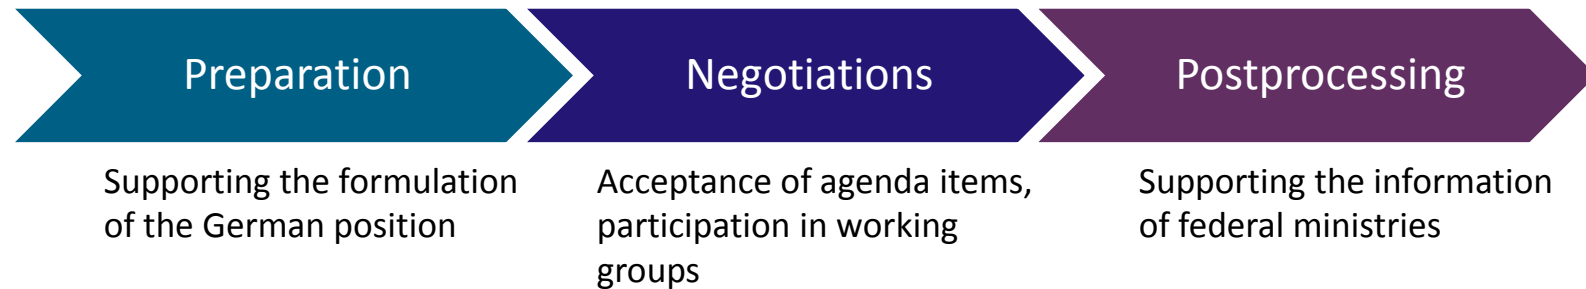 Preparation
Negotiations
Postprocessing
Supporting the formulation
of the German position
Acceptance of agenda items,
participation in working
groups
Supporting the information
of federal ministries